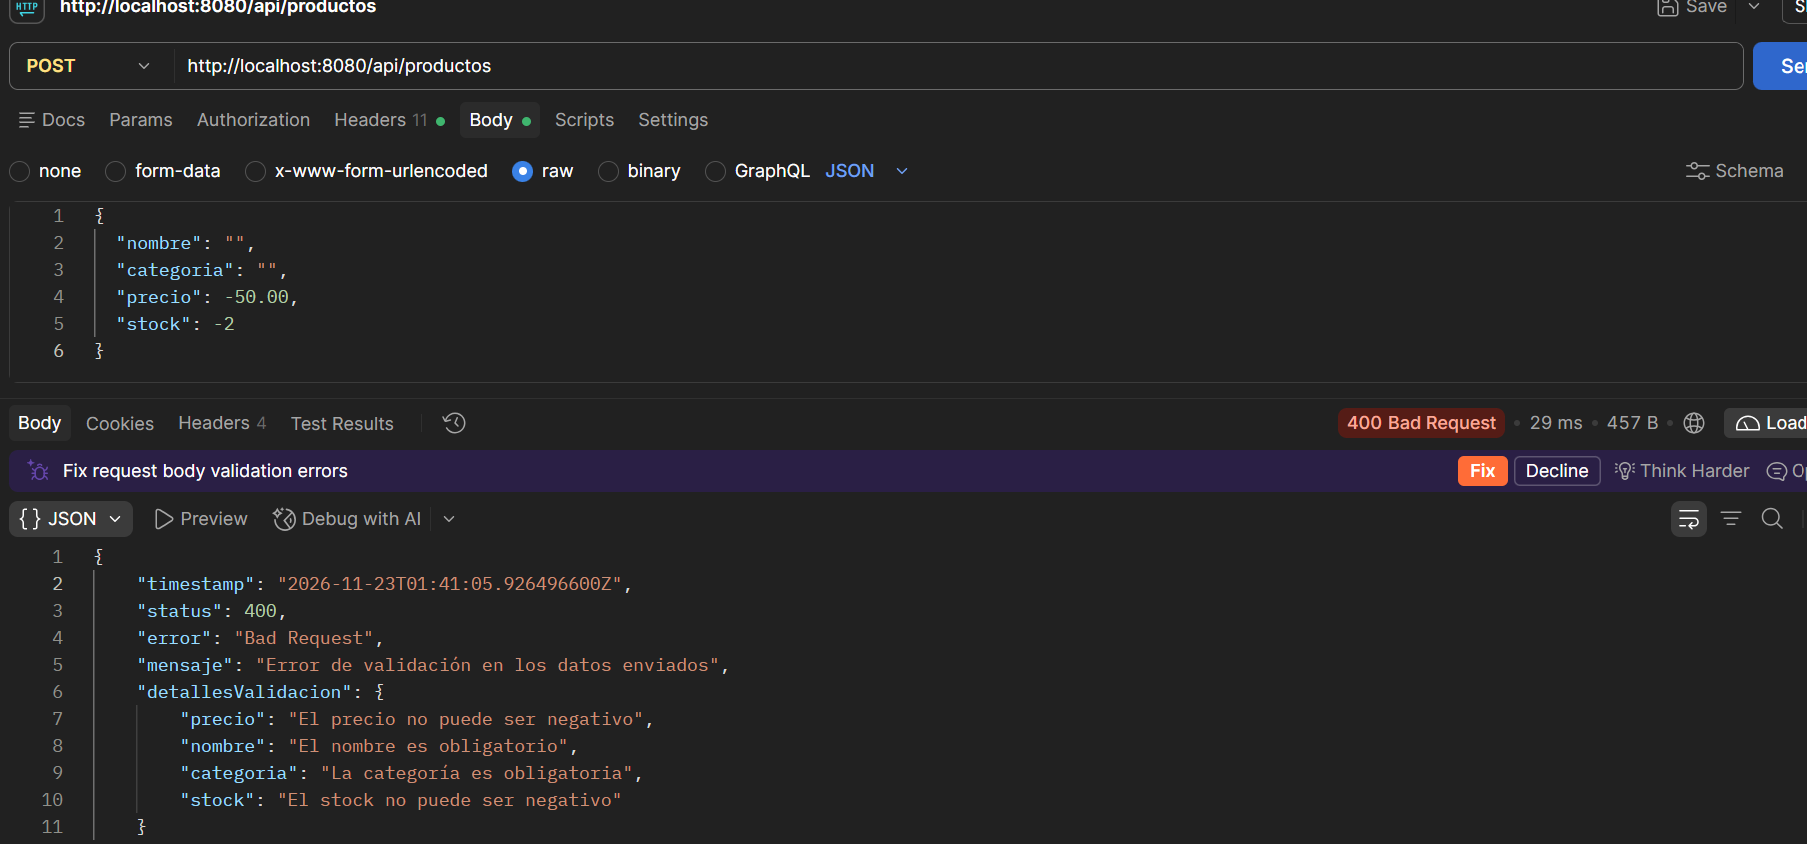 HTTP http://localhost:8080/api/productos Save
POST http://localhost:8080/api/productos
Docs Params Authorization Headers 11 Body Scripts Settings
none form-data x-www-form-urlencoded raw binary GraphQL JSON Schema
1 {
2 "nombre": "",
3 "categoria": "",
4 "precio": -50.00,
5 "stock": -2
6 }
Body Cookies Headers 4 Test Results 400 Bad Request • 29 ms • 457 B • Load
Fix request body validation errors Fix Decline Think Harder
{} JSON Preview Debug with AI
1 {
2 "timestamp": "2026-11-23T01:41:05.926496600Z",
3 "status": 400,
4 "error": "Bad Request",
5 "mensaje": "Error de validación en los datos enviados",
6 "detallesValidacion": {
7 "precio": "El precio no puede ser negativo",
8 "nombre": "El nombre es obligatorio",
9 "categoria": "La categoría es obligatoria",
10 "stock": "El stock no puede ser negativo"
11 }